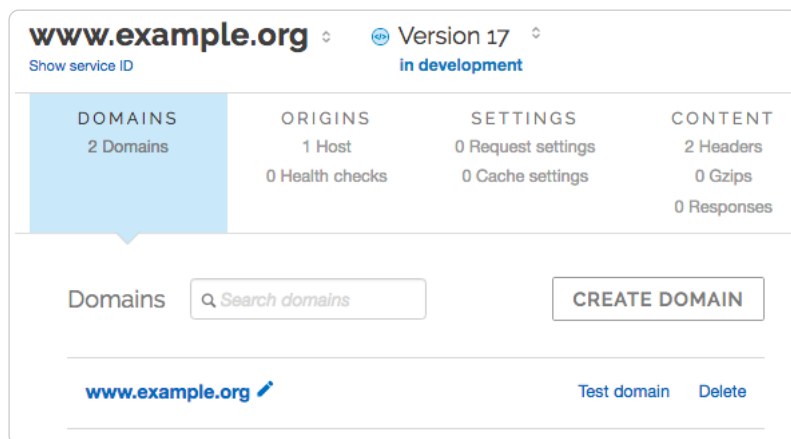 www.example.org Version 17
Show service ID in development
DOMAINS ORIGINS SETTINGS CONTENT
2 Domains 1 Host 0 Request settings 2 Headers
0 Health checks 0 Cache settings 0 Gzips
0 Responses
Domains Search domains CREATE DOMAIN
www.example.org Test domain Delete